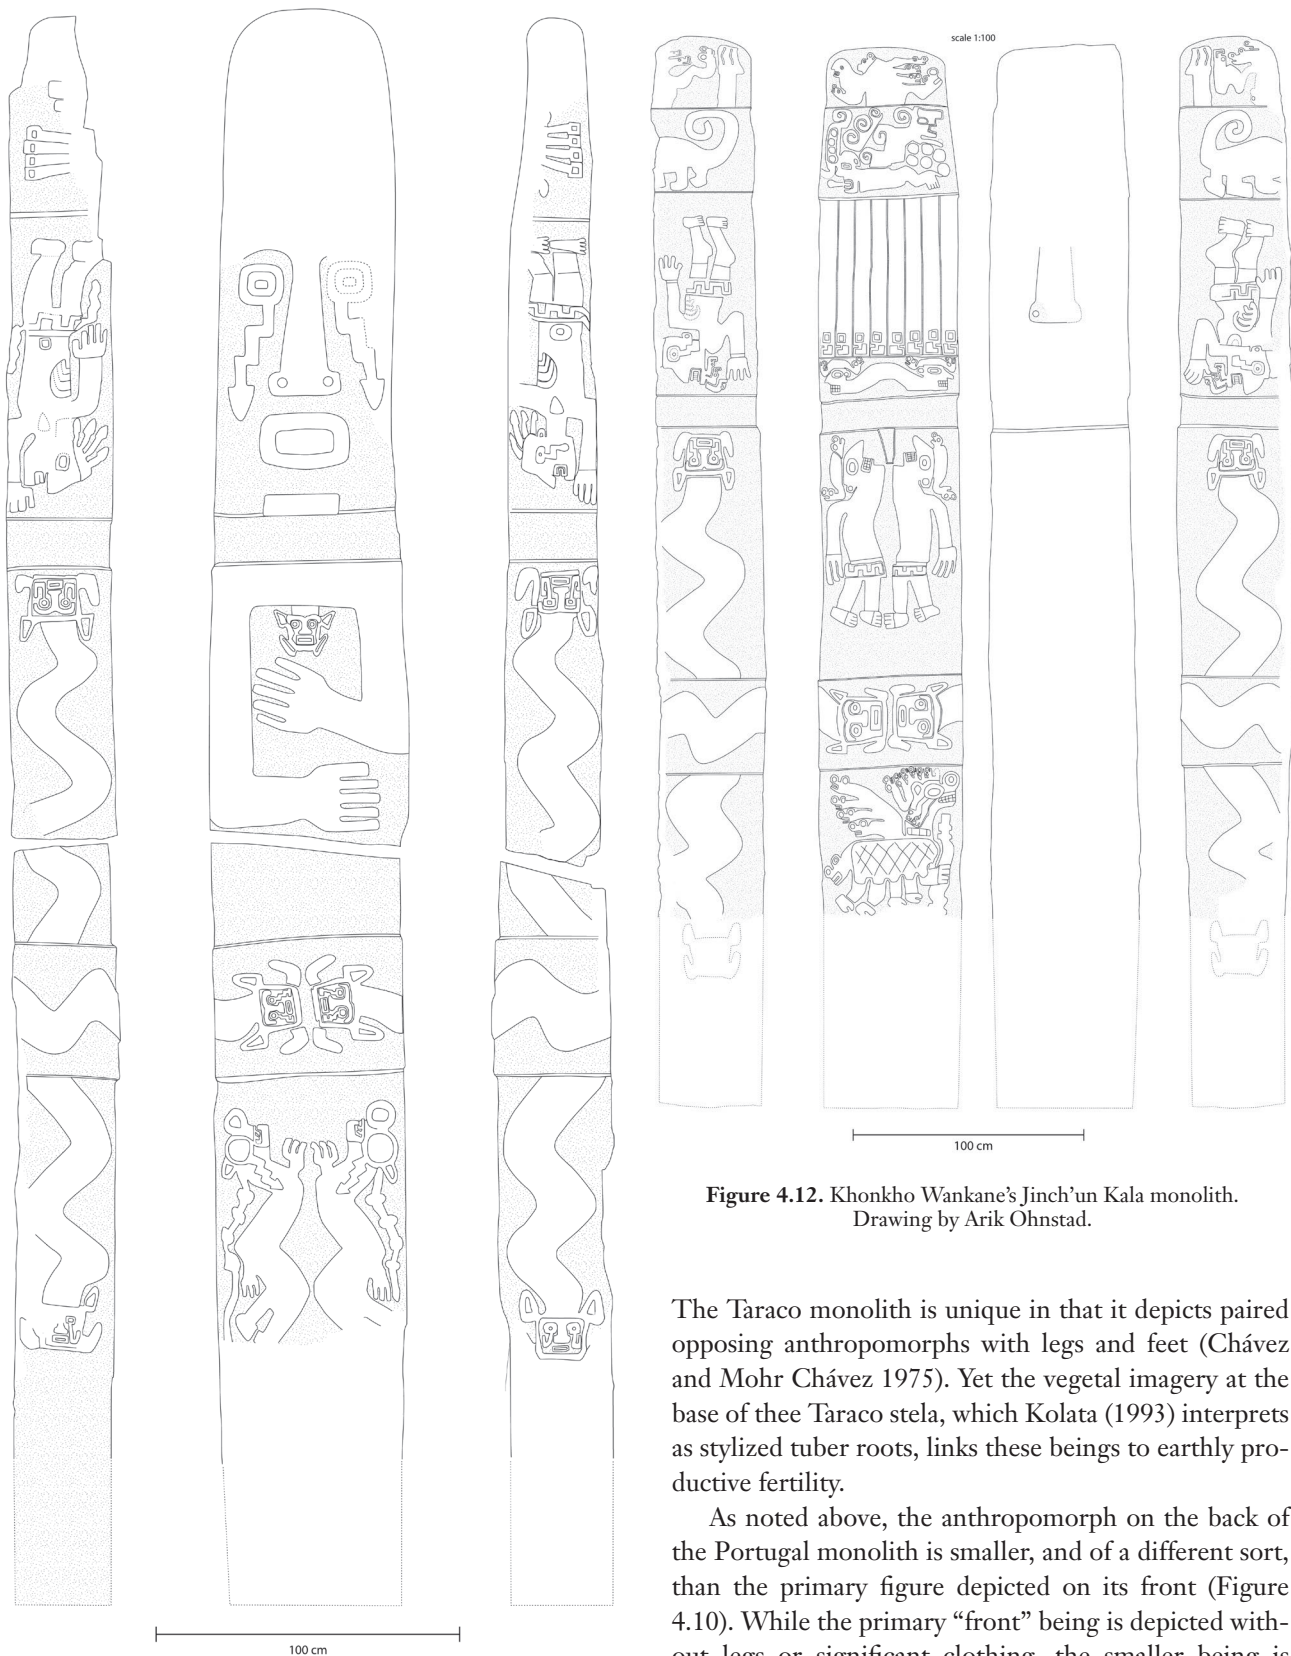 scale 1:100
100 cm
Figure 4.12. Khonkho Wankane’s Jinch’un Kala monolith.
Drawing by Arik Ohnstad.
The Taraco monolith is unique in that it depicts paired
opposing anthropomorphs with legs and feet (Chávez
and Mohr Chávez 1975). Yet the vegetal imagery at the
base of thee Taraco stela, which Kolata (1993) interprets
as stylized tuber roots, links these beings to earthly pro-
ductive fertility.
As noted above, the anthropomorph on the back of
the Portugal monolith is smaller, and of a different sort,
than the primary figure depicted on its front (Figure
4.10). While the primary “front” being is depicted with-
out legs or significant clothing, the smaller being is
100 cm